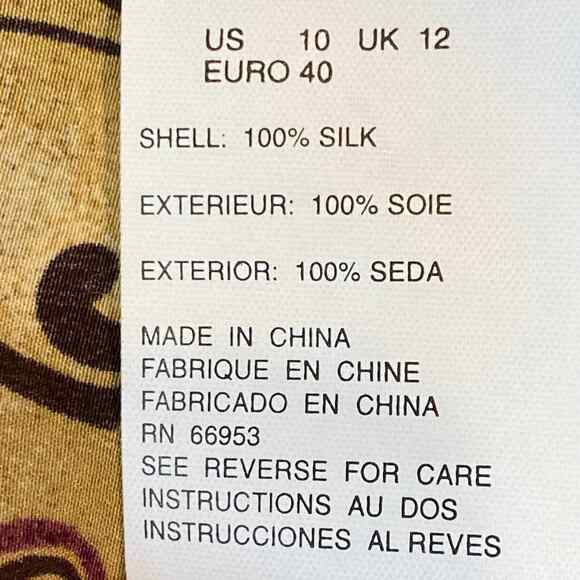 US 10 UK 12
EURO 40
SHELL: 100% SILK
EXTERIEUR: 100% SOIE
EXTERIOR: 100% SEDA
MADE IN CHINA
FABRIQUE EN CHINE
FABRICADO EN CHINA
RN 66953
SEE REVERSE FOR CARE
INSTRUCTIONS AU DOS
INSTRUCCIONES AL REVES